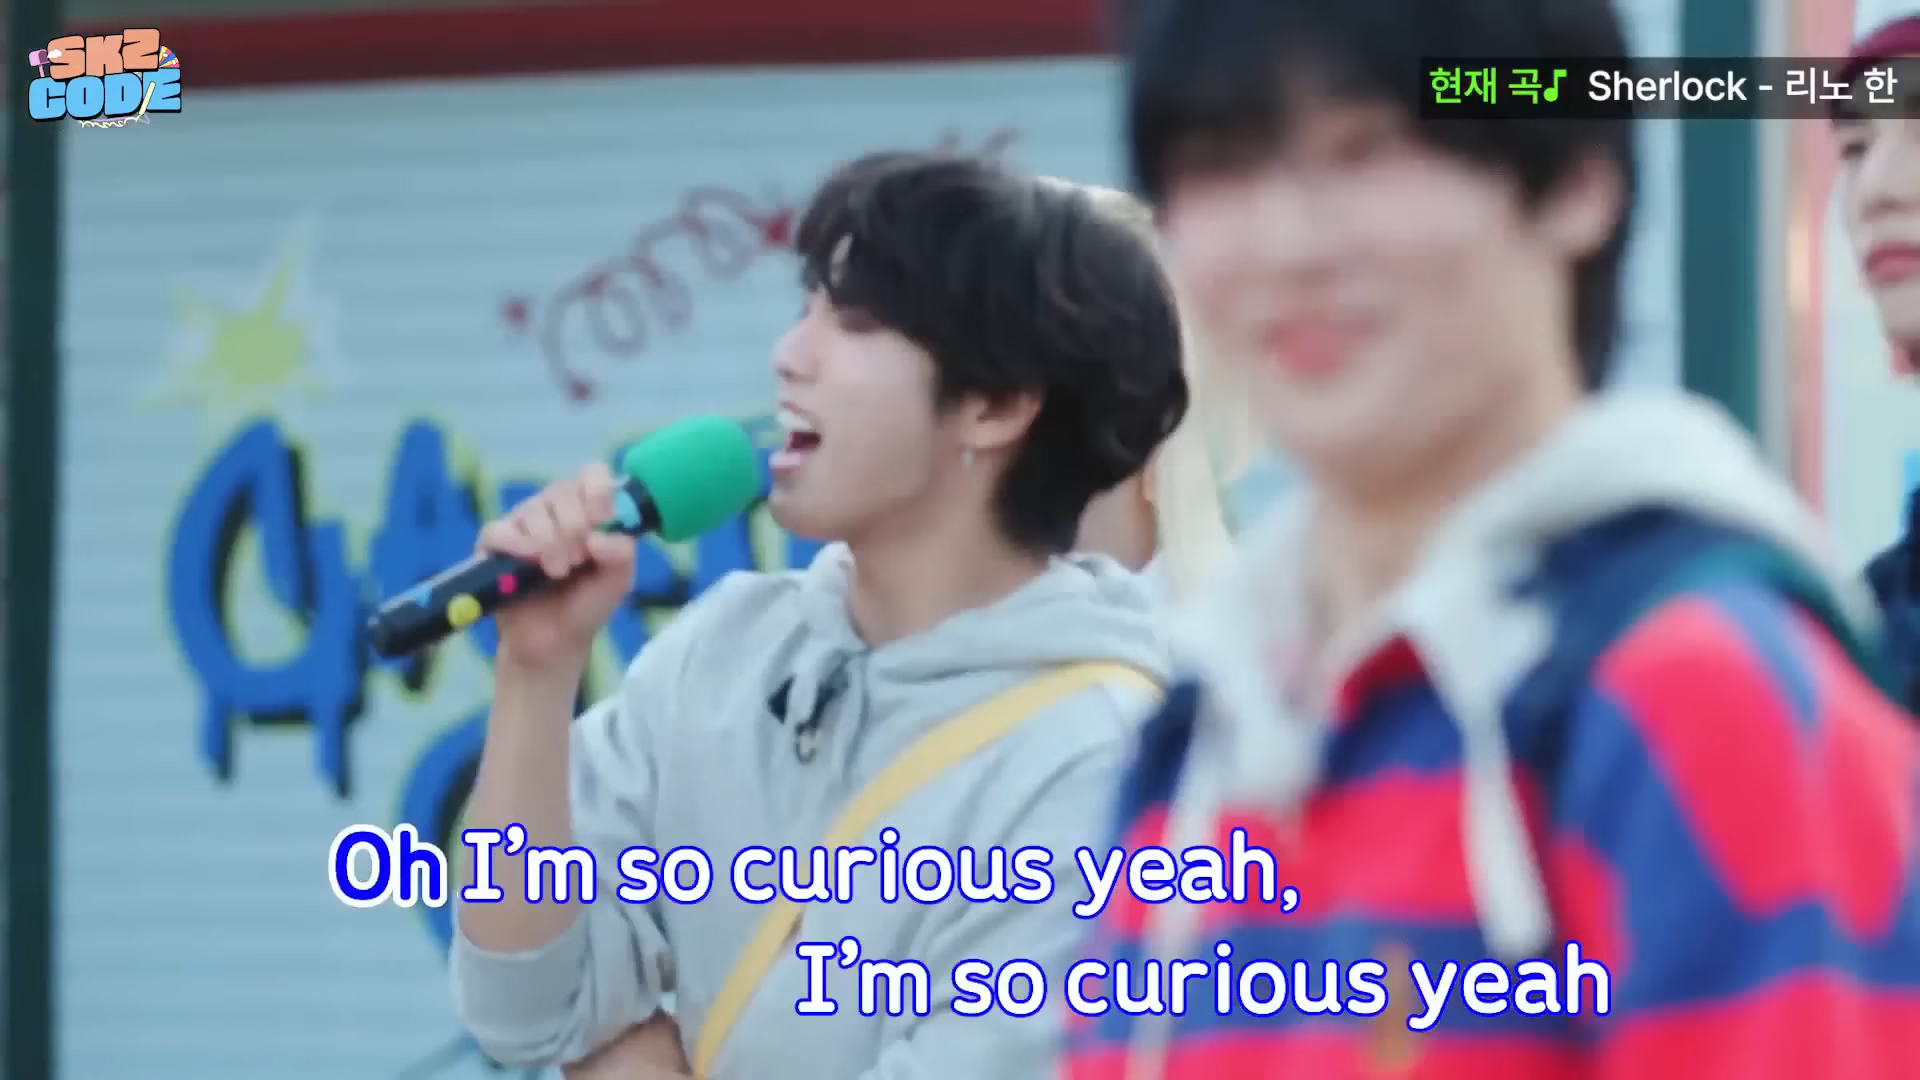 SKZ
CODE
현재 곡♪ Sherlock - 리노 한
Oh I'm so curious yeah,
I'm so curious yeah